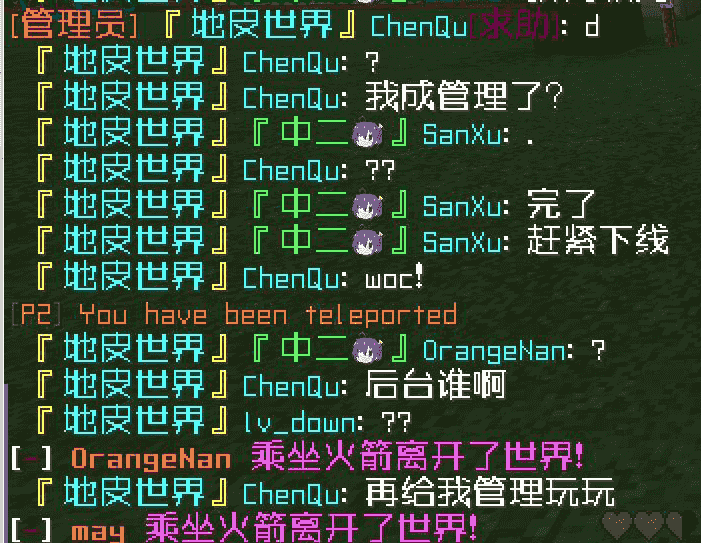 [管理员]『地皮世界』ChenQu[求助]: d
『地皮世界』ChenQu: ?
『地皮世界』ChenQu: 我成管理了?
『地皮世界』『中二』SanXu: .
『地皮世界』ChenQu: ??
『地皮世界』『中二』SanXu: 完了
『地皮世界』『中二』SanXu: 赶紧下线
『地皮世界』ChenQu: woc!
[P2] You have been teleported
『地皮世界』『中二』OrangeNan: ?
『地皮世界』ChenQu: 后台谁啊
『地皮世界』lv_down: ??
[-] OrangeNan 乘坐火箭离开了世界!
『地皮世界』ChenQu: 再给我管理玩玩
[-] may 乘坐火箭离开了世界!